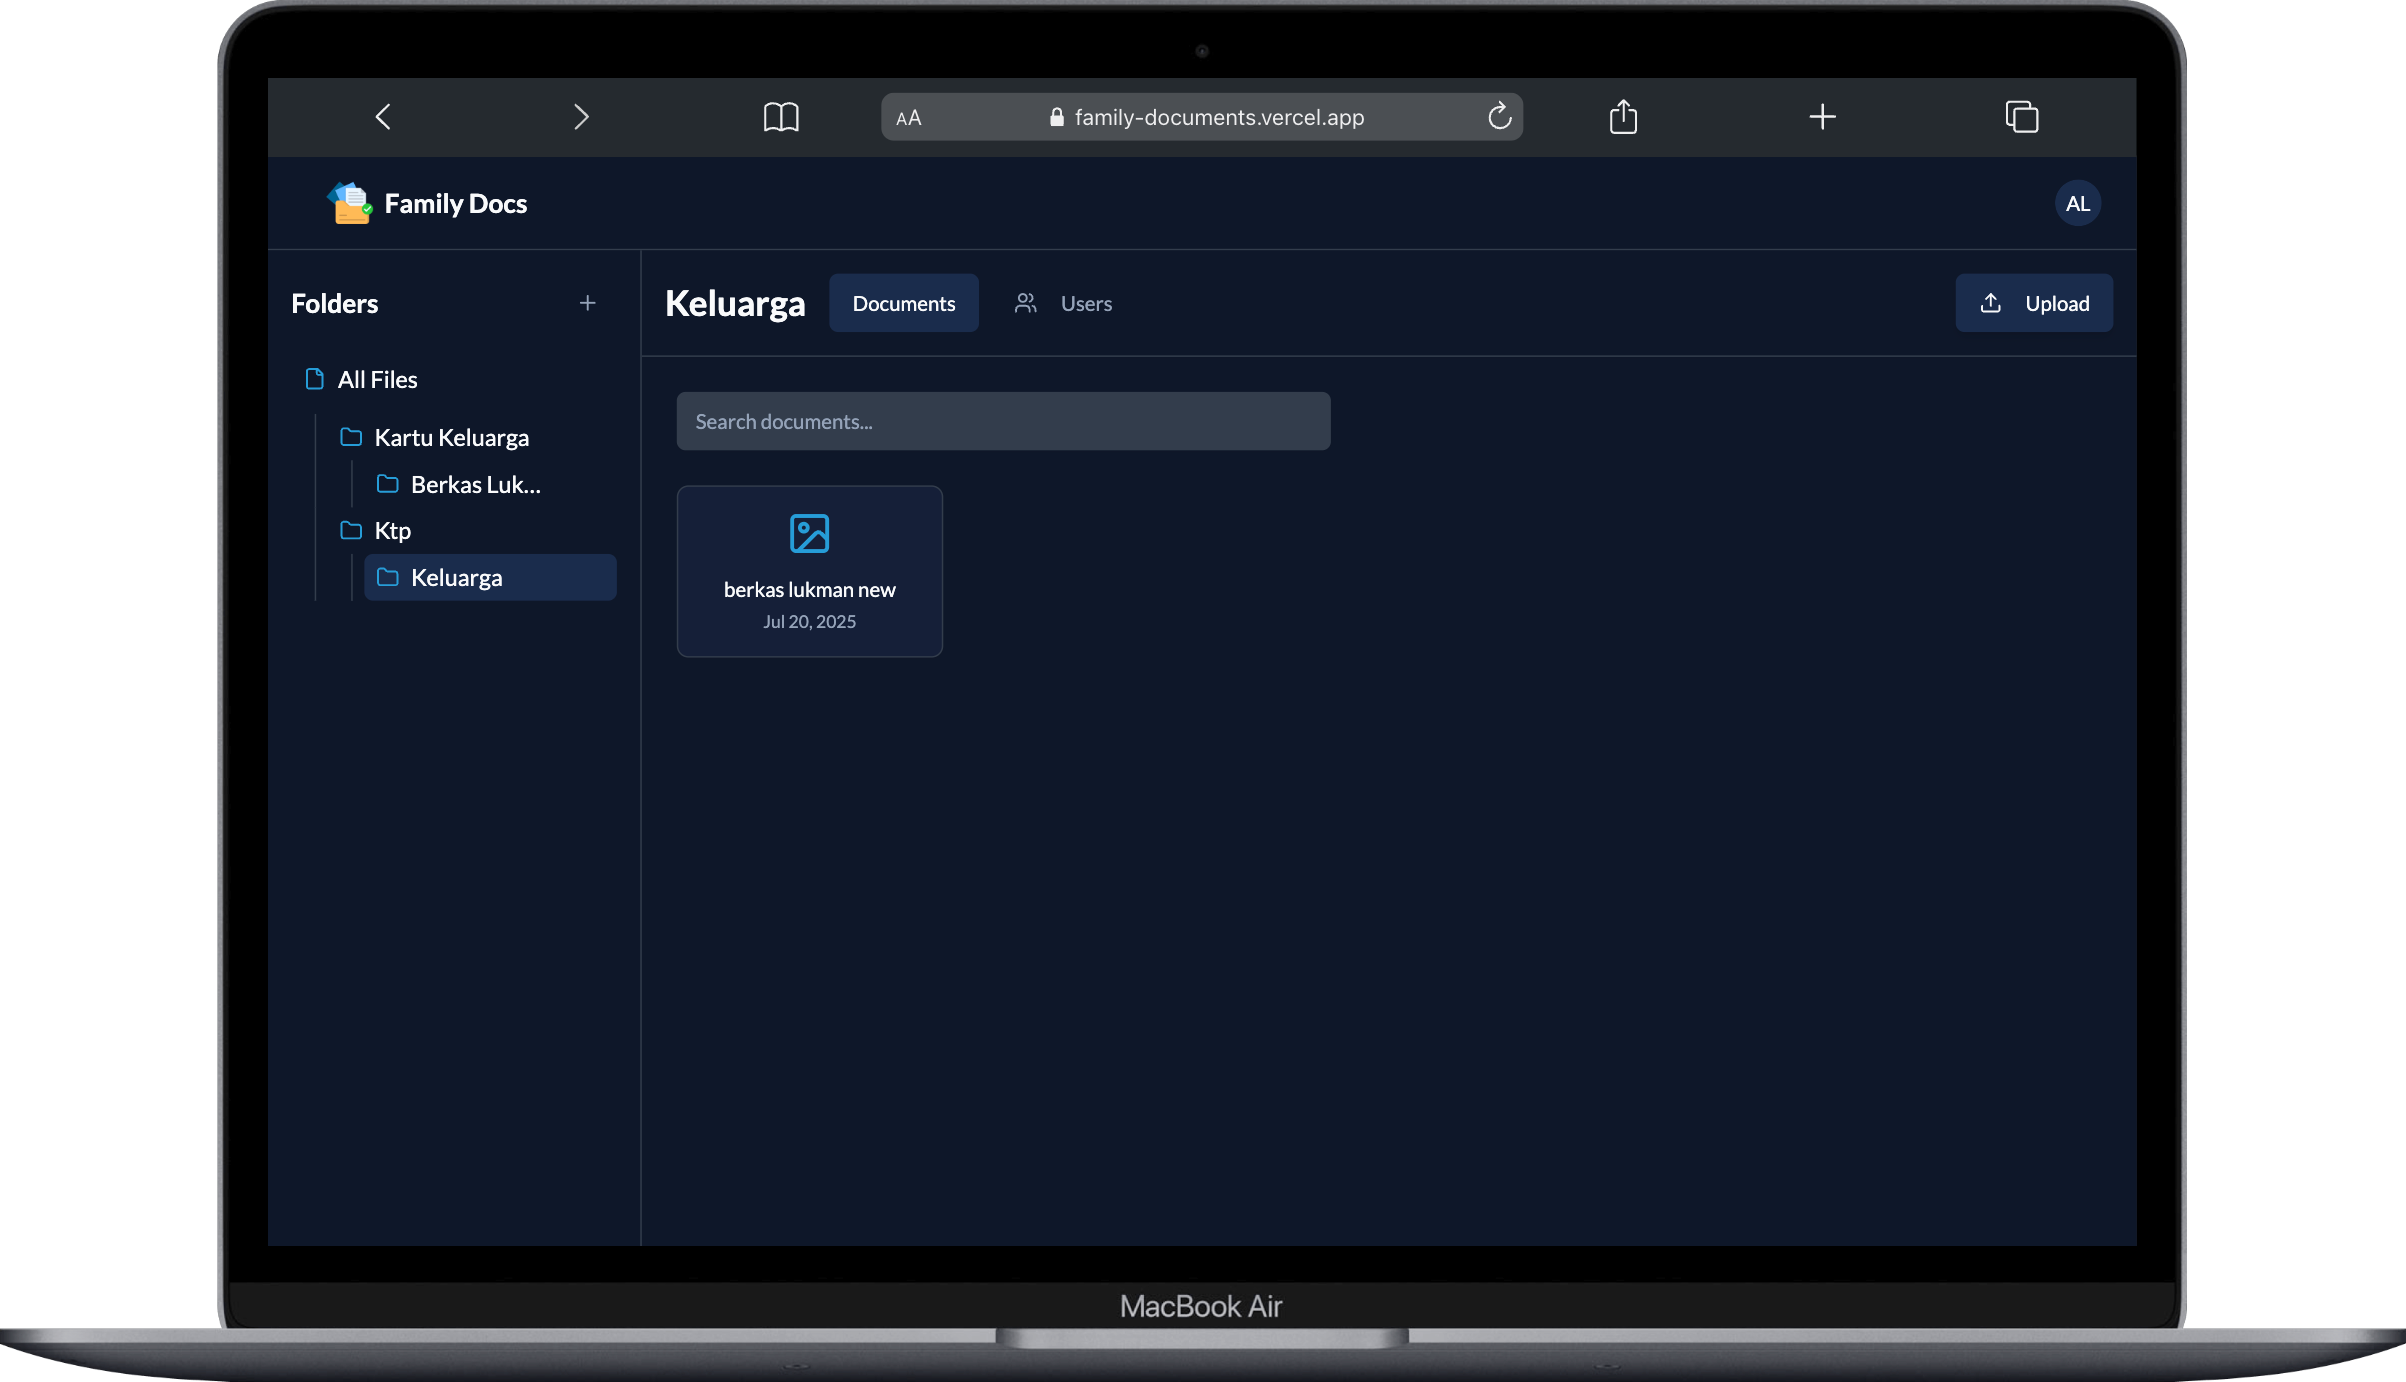 AA
family-documents.vercel.app
Family Docs
AL
Folders
Keluarga
Documents
Users
Upload
All Files
Kartu Keluarga
Berkas Luk...
Ktp
Keluarga
Search documents...
berkas lukman new
Jul 20, 2025
MacBook Air